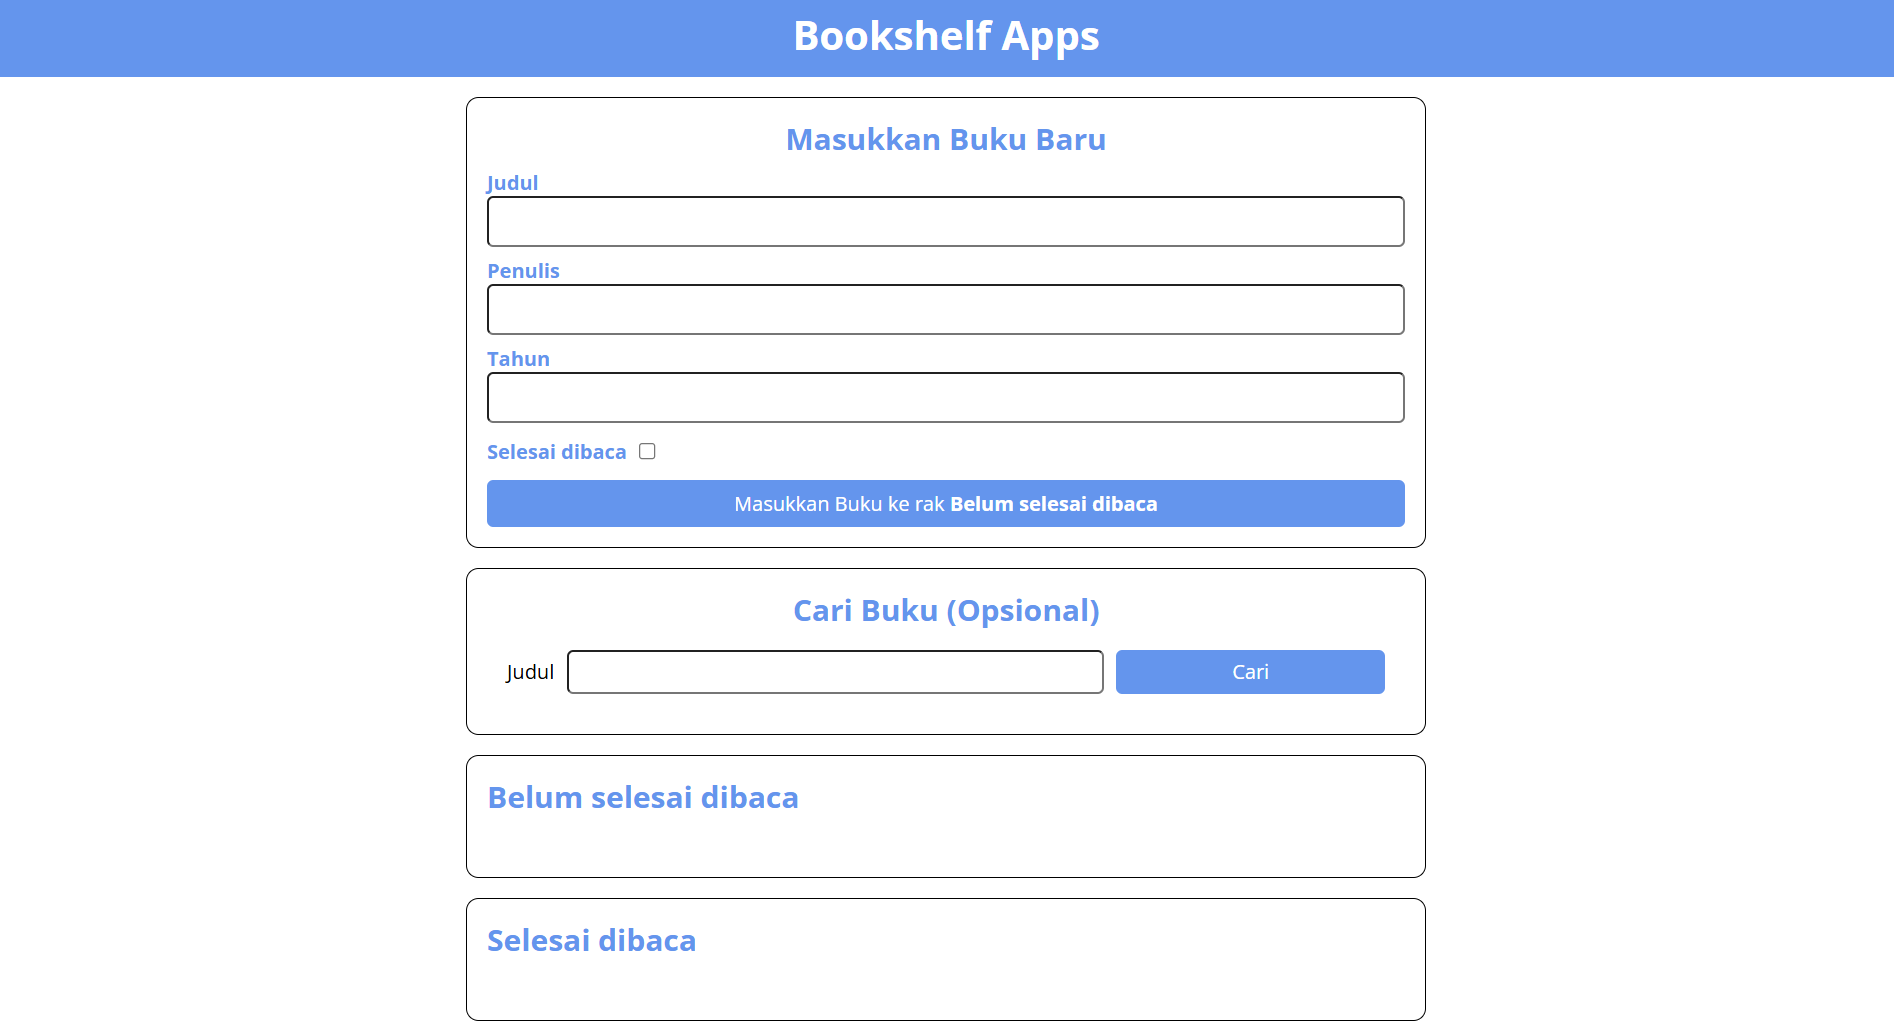 Bookshelf Apps
Masukkan Buku Baru
Judul
Penulis
Tahun
Selesai dibaca
Masukkan Buku ke rak Belum selesai dibaca
Cari Buku (Opsional)
Judul Cari
Belum selesai dibaca
Selesai dibaca